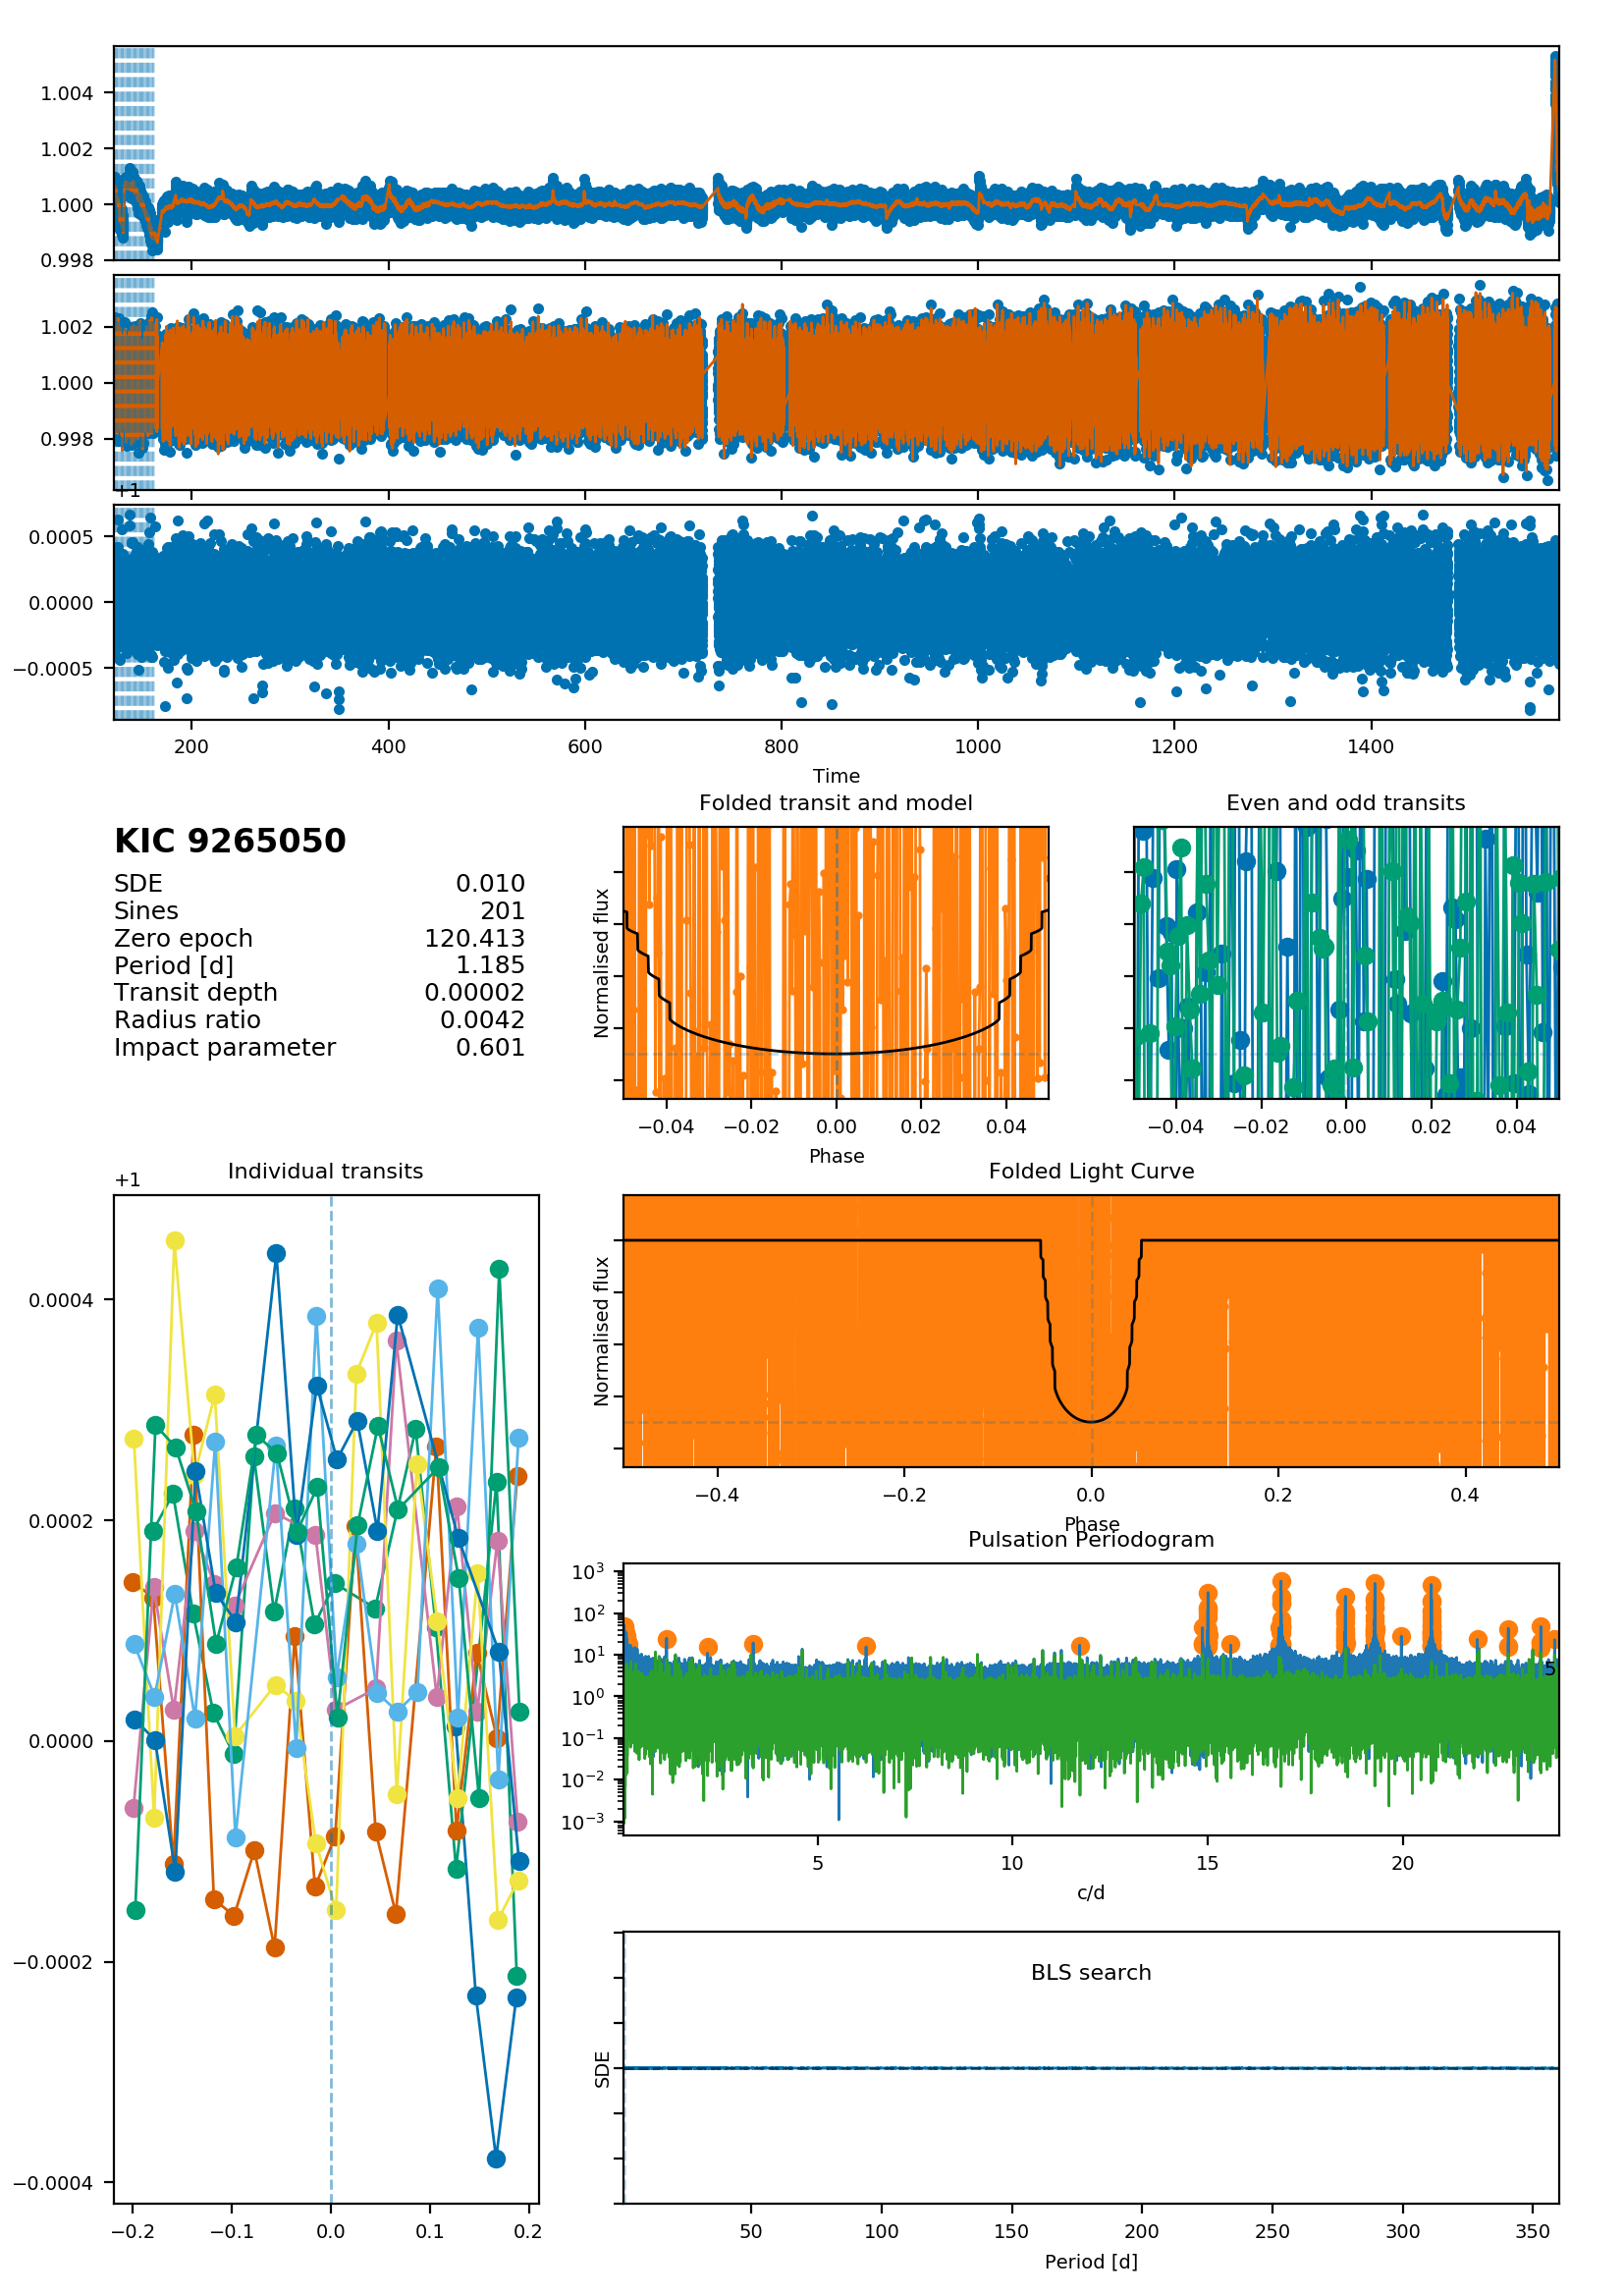 1.004
1.002
1.000
0.998
1.002
1.000
0.998
+1
0.0005
0.0000
−0.0005
200 400 600 800 1000 1200 1400
Time
KIC 9265050
SDE 0.010
Sines 201
Zero epoch 120.413
Period [d] 1.185
Transit depth 0.00002
Radius ratio 0.0042
Impact parameter 0.601
Folded transit and model
Normalised flux
−0.04 −0.02 0.00 0.02 0.04
Phase
Even and odd transits
−0.04 −0.02 0.00 0.02 0.04
Individual transits
+1
0.0004
0.0002
0.0000
−0.0002
−0.0004
−0.2 −0.1 0.0 0.1 0.2
Folded Light Curve
Normalised flux
−0.4 −0.2 0.0 0.2 0.4
Phase
Pulsation Periodogram
10³
10²
10¹
10⁰
10⁻¹
10⁻²
10⁻³
5
5 10 15 20
c/d
BLS search
SDE
50 100 150 200 250 300 350
Period [d]